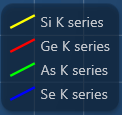 Si K series
Ge K series
As K series
Se K series